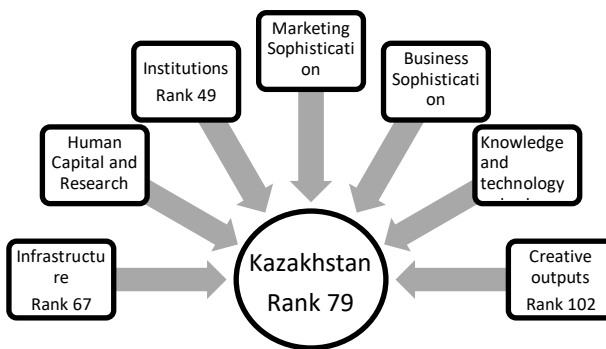 Infrastructu
re
Rank 67
Human
Capital and
Research
Institutions
Rank 49
Marketing
Sophisticati
on
Business
Sophisticati
on
Knowledge
and
technology
Creative
outputs
Rank 102
Kazakhstan
Rank 79